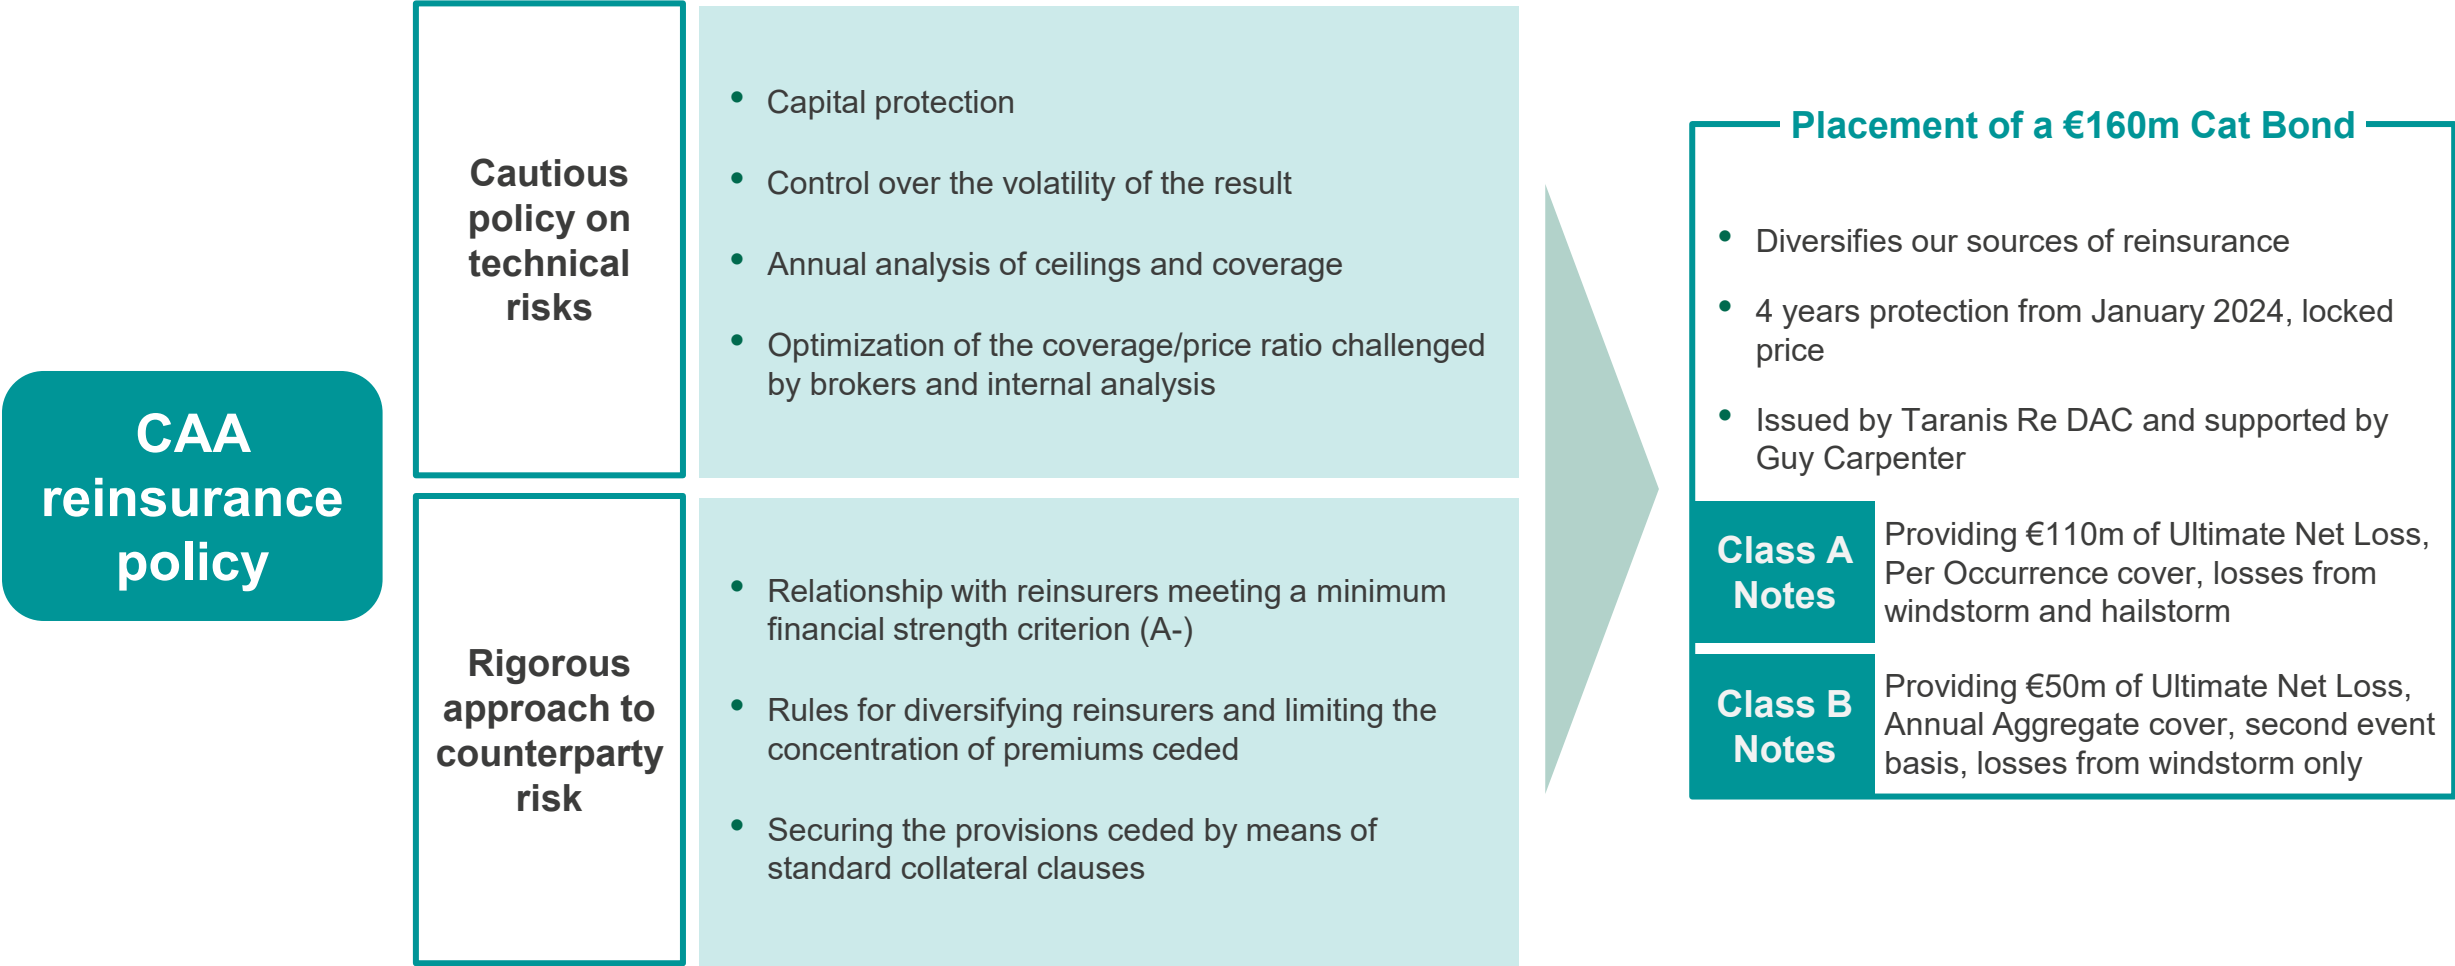 CAA
reinsurance
policy
Cautious
policy on
technical
risks
• Capital protection
• Control over the volatility of the result
• Annual analysis of ceilings and coverage
• Optimization of the coverage/price ratio challenged
by brokers and internal analysis
Rigorous
approach to
counterparty
risk
• Relationship with reinsurers meeting a minimum
financial strength criterion (A-)
• Rules for diversifying reinsurers and limiting the
concentration of premiums ceded
• Securing the provisions ceded by means of
standard collateral clauses
Placement of a €160m Cat Bond
• Diversifies our sources of reinsurance
• 4 years protection from January 2024, locked
price
• Issued by Taranis Re DAC and supported by
Guy Carpenter
Class A
Notes
Providing €110m of Ultimate Net Loss,
Per Occurrence cover, losses from
windstorm and hailstorm
Class B
Notes
Providing €50m of Ultimate Net Loss,
Annual Aggregate cover, second event
basis, losses from windstorm only